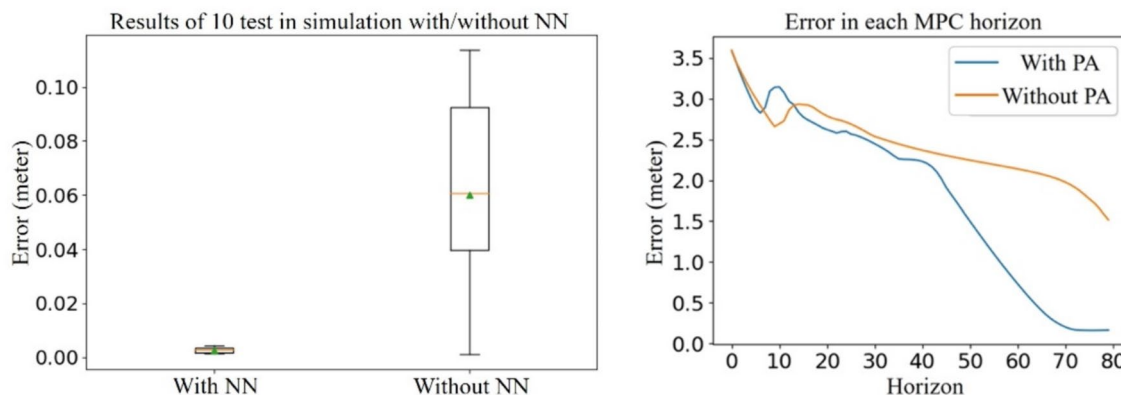 Results of 10 test in simulation with/without NN
Error (meter)
0.10
0.08
0.06
0.04
0.02
0.00
With NN
Without NN
Error in each MPC horizon
With PA
Without PA
Error (meter)
3.5
3.0
2.5
2.0
1.5
1.0
0.5
0.0
0 10 20 30 40 50 60 70 80
Horizon